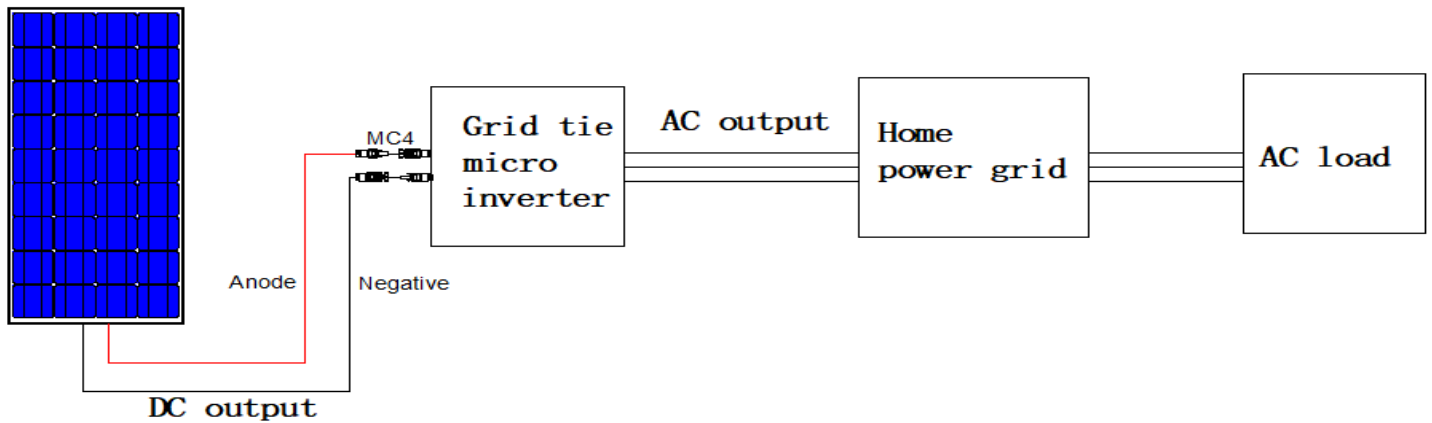 MC4
Grid tie
micro
inverter
AC output
Home
power grid
AC load
Anode
Negative
DC output